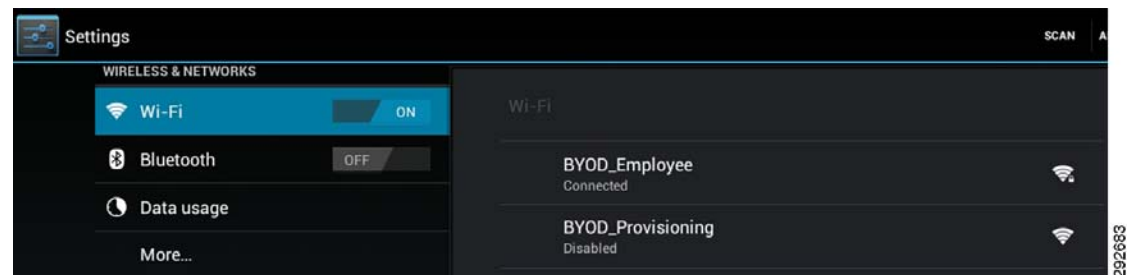 Settings
SCAN A
WIRELESS & NETWORKS
Wi-Fi ON
Bluetooth OFF
Data usage
More...
Wi-Fi
BYOD_Employee
Connected
BYOD_Provisioning
Disabled
292683